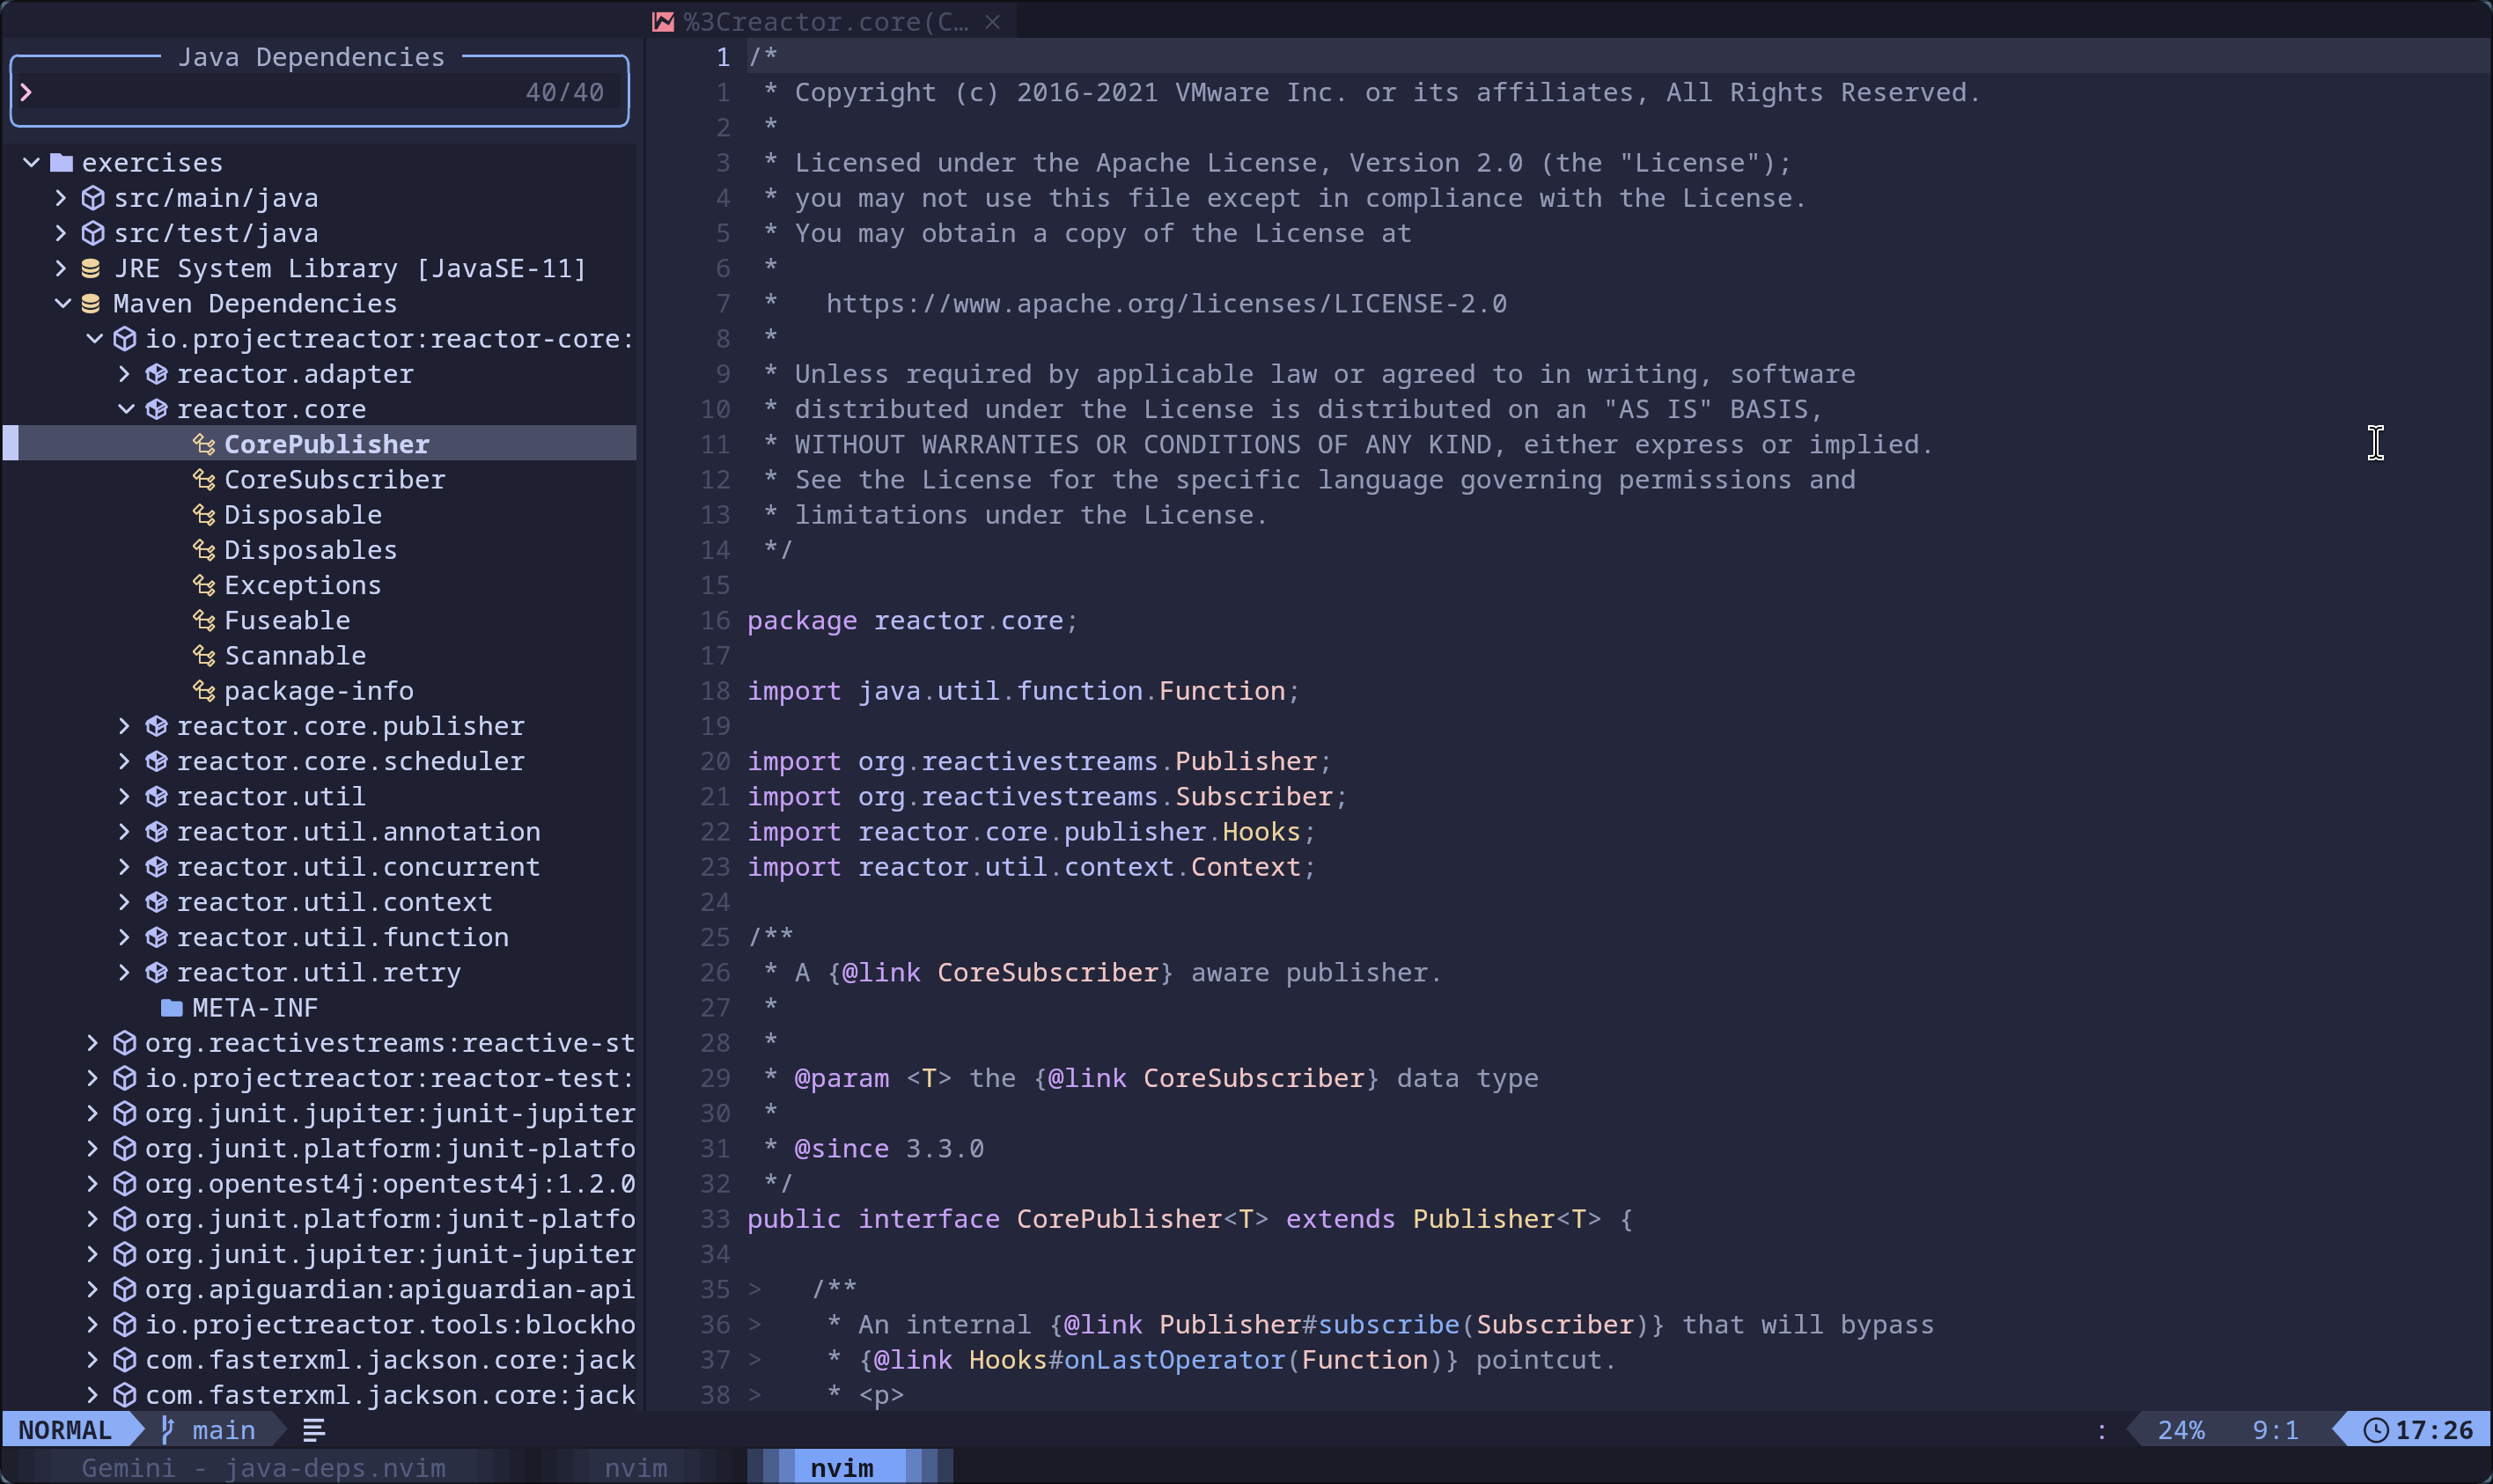 %3Creactor.core(C… ×
Java Dependencies
> 40/40
exercises
src/main/java
src/test/java
JRE System Library [JavaSE-11]
Maven Dependencies
io.projectreactor:reactor-core:
reactor.adapter
reactor.core
CorePublisher
CoreSubscriber
Disposable
Disposables
Exceptions
Fuseable
Scannable
package-info
reactor.core.publisher
reactor.core.scheduler
reactor.util
reactor.util.annotation
reactor.util.concurrent
reactor.util.context
reactor.util.function
reactor.util.retry
META-INF
org.reactivestreams:reactive-st
io.projectreactor:reactor-test:
org.junit.jupiter:junit-jupiter
org.junit.platform:junit-platfo
org.opentest4j:opentest4j:1.2.0
org.junit.platform:junit-platfo
org.junit.jupiter:junit-jupiter
org.apiguardian:apiguardian-api
io.projectreactor.tools:blockho
com.fasterxml.jackson.core:jack
com.fasterxml.jackson.core:jack
1 /*
1 * Copyright (c) 2016-2021 VMware Inc. or its affiliates, All Rights Reserved.
2 *
3 * Licensed under the Apache License, Version 2.0 (the "License");
4 * you may not use this file except in compliance with the License.
5 * You may obtain a copy of the License at
6 *
7 *   https://www.apache.org/licenses/LICENSE-2.0
8 *
9 * Unless required by applicable law or agreed to in writing, software
10 * distributed under the License is distributed on an "AS IS" BASIS,
11 * WITHOUT WARRANTIES OR CONDITIONS OF ANY KIND, either express or implied.
12 * See the License for the specific language governing permissions and
13 * limitations under the License.
14 */
15
16 package reactor.core;
17
18 import java.util.function.Function;
19
20 import org.reactivestreams.Publisher;
21 import org.reactivestreams.Subscriber;
22 import reactor.core.publisher.Hooks;
23 import reactor.util.context.Context;
24
25 /**
26 * A {@link CoreSubscriber} aware publisher.
27 *
28 *
29 * @param <T> the {@link CoreSubscriber} data type
30 *
31 * @since 3.3.0
32 */
33 public interface CorePublisher<T> extends Publisher<T> {
34
35 >   /**
36 >    * An internal {@link Publisher#subscribe(Subscriber)} that will bypass
37 >    * {@link Hooks#onLastOperator(Function)} pointcut.
38 >    * <p>
NORMAL main : 24% 9:1 17:26
Gemini - java-deps.nvim nvim nvim